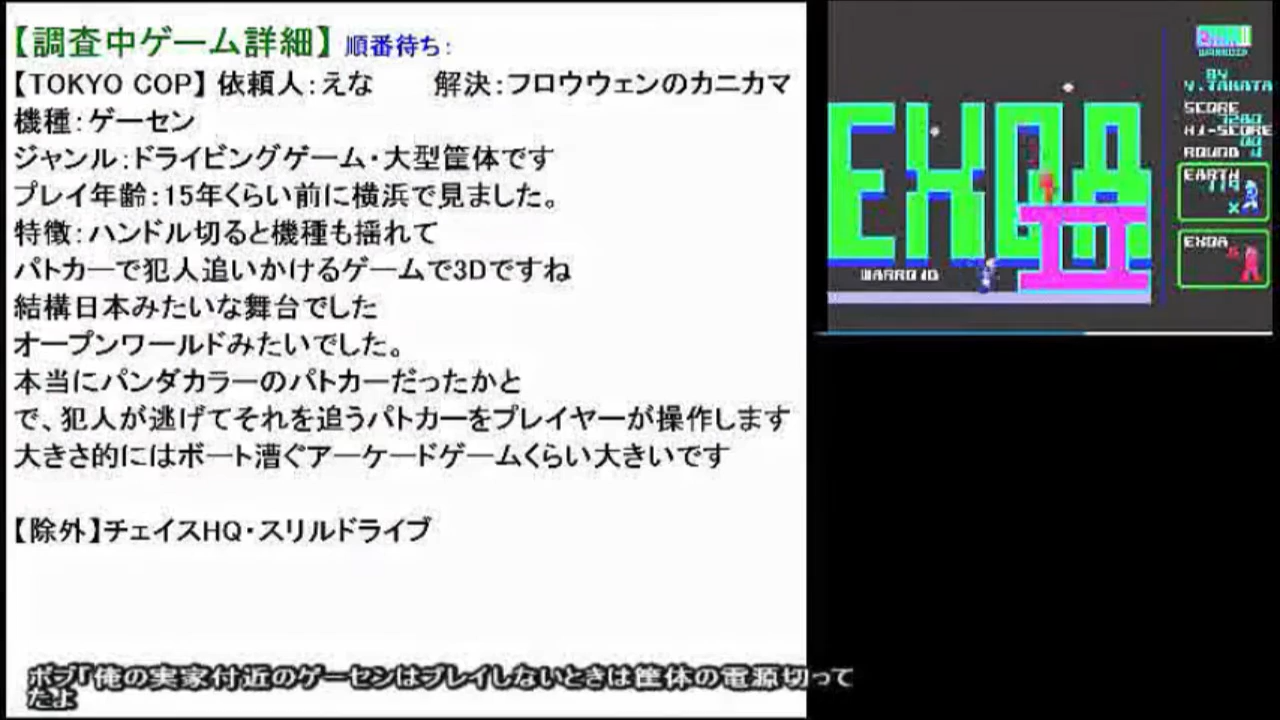 【調査中ゲーム詳細】 順番待ち：
【TOKYO COP】 依頼人：えな 解決：フロウウェンのカニカマ
機種：ゲーセン
ジャンル：ドライビングゲーム・大型筐体です
プレイ年齢：15年くらい前に横浜で見ました。
特徴：ハンドル切ると機種も揺れて
パトカーで犯人追いかけるゲームで3Dですね
結構日本みたいな舞台でした
オープンワールドみたいでした。
本当にパンダカラーのパトカーだったかと
で、犯人が逃げてそれを追うパトカーをプレイヤーが操作します
大きさ的にはボート漕ぐアーケードゲームくらい大きいです
【除外】チェイスHQ・スリルドライブ
ボブ「俺の実家付近のゲーセンはプレイしないときは筐体の電源切って
たよ
EXOA
WARROID
WARROID
BY
Y.TAKATA
SCORE
HI-SCORE
00
ROUND 4
EARTH
119
X
EXOA